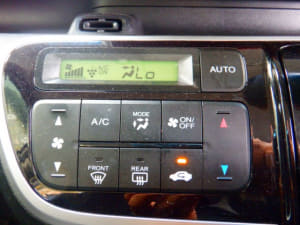 Lo
AUTO
A/C
MODE
ON/
OFF
FRONT
REAR